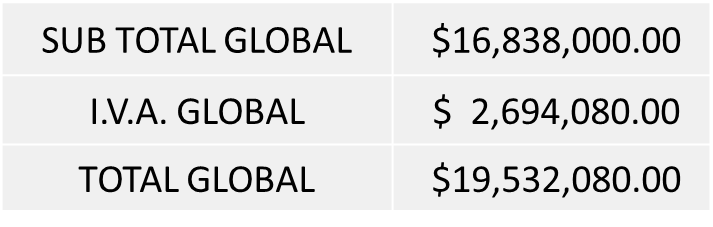 SUB TOTAL GLOBAL $16,838,000.00
I.V.A. GLOBAL $ 2,694,080.00
TOTAL GLOBAL $19,532,080.00